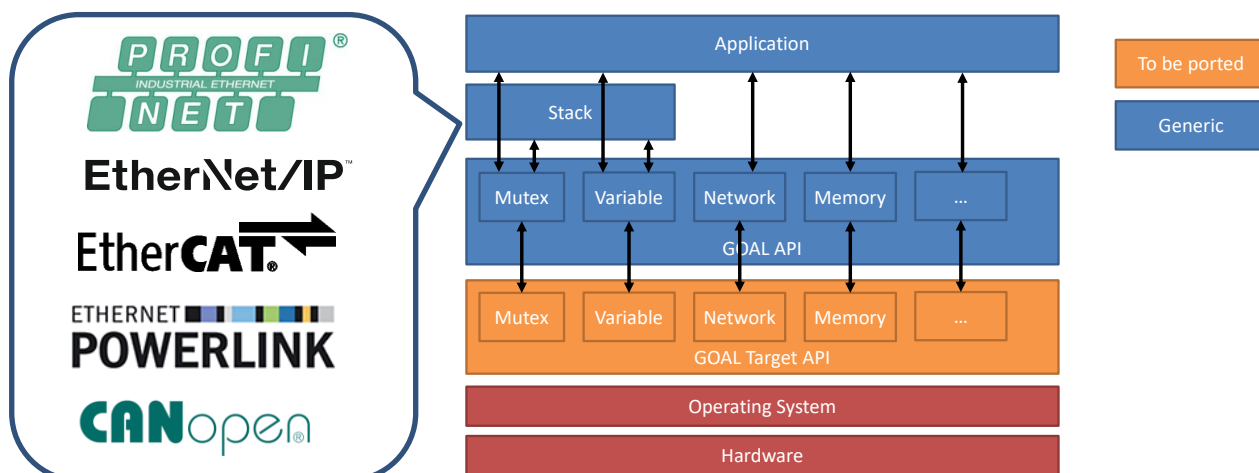 PROFI®
INDUSTRIAL ETHERNET
NET
EtherNet/IP™
EtherCAT®
ETHERNET
POWERLINK
CANopen®
Application
Stack
Mutex
Variable
Network
Memory
...
GOAL API
Mutex
Variable
Network
Memory
...
GOAL Target API
Operating System
Hardware
To be ported
Generic